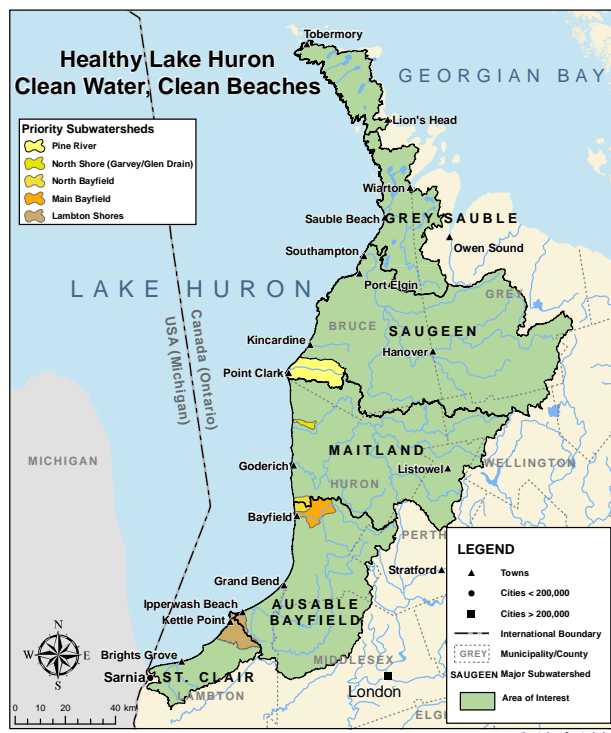 Healthy Lake Huron
Clean Water, Clean Beaches
Priority Subwatersheds
Pine River
North Shore (Garvey/Glen Drain)
North Bayfield
Main Bayfield
Lambton Shores
Tobermory
GEORGIAN BAY
Lion's Head
Wiarton
Sauble Beach
GREY SAUBLE
Owen Sound
Southampton
Port Elgin
LAKE HURON
GREY
BRUCE
SAUGEEN
Kincardine
Hanover
Canada (Ontario)
USA (Michigan)
Point Clark
MAITLAND
MICHIGAN
Goderich
Listowel
WELLINGTON
HURON
Bayfield
PERTH
Stratford
Grand Bend
Ipperwash Beach
Kettle Point
AUSABLE
BAYFIELD
Brights Grove
MIDDLESEX
Sarnia
ST. CLAIR
LAMBTON
London
ELGI
N
W
E
S
0 10 20 40 km
LEGEND
Towns
Cities < 200,000
Cities > 200,000
International Boundary
GREY Municipality/County
SAUGEEN Major Subwatershed
Area of Interest